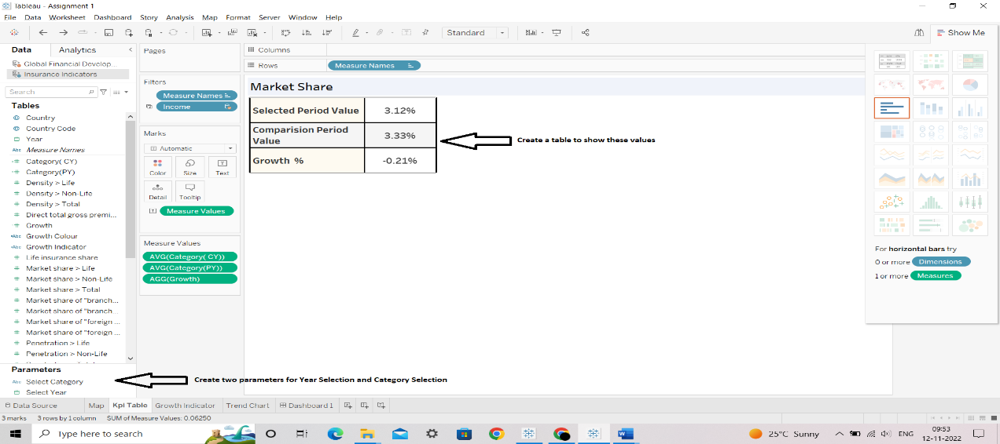 Tableau - Assignment 1
File Data Worksheet Dashboard Story Analysis Map Format Server Window Help
Standard
Show Me
Data Analytics
Global Financial Develop...
Insurance Indicators
Search
Tables
Country
Country Code
Year
Abc Measure Names
Category( CY)
Category(PY)
Density > Life
Density > Non-Life
Density > Total
Direct total gross premi...
Growth
Abc Growth Colour
Abc Growth Indicator
Life insurance share
Market share > Life
Market share > Non-Life
Market share > Total
Market share of "branch...
Market share of "branch...
Market share of "foreign ...
Market share of "foreign ...
Penetration > Life
Penetration > Non-Life
Parameters
Abc Select Category
Select Year
Pages
Filters
Measure Names
Income
Marks
Automatic
Color Size Text
Detail Tooltip
Measure Values
Measure Values
AVG(Category( CY))
AVG(Category(PY))
AGG(Growth)
Columns
Rows Measure Names
Market Share
Selected Period Value 3.12%
Comparision Period
Value 3.33%
Growth % -0.21%
Create a table to show these values
Create two parameters for Year Selection and Category Selection
For horizontal bars try
0 or more Dimensions
1 or more Measures
Data Source Map Kpi Table Growth Indicator Trend Chart Dashboard 1
3 marks 3 rows by 1 column SUM of Measure Values: 0.06250
Type here to search
25°C Sunny
ENG
09:53
12-11-2022